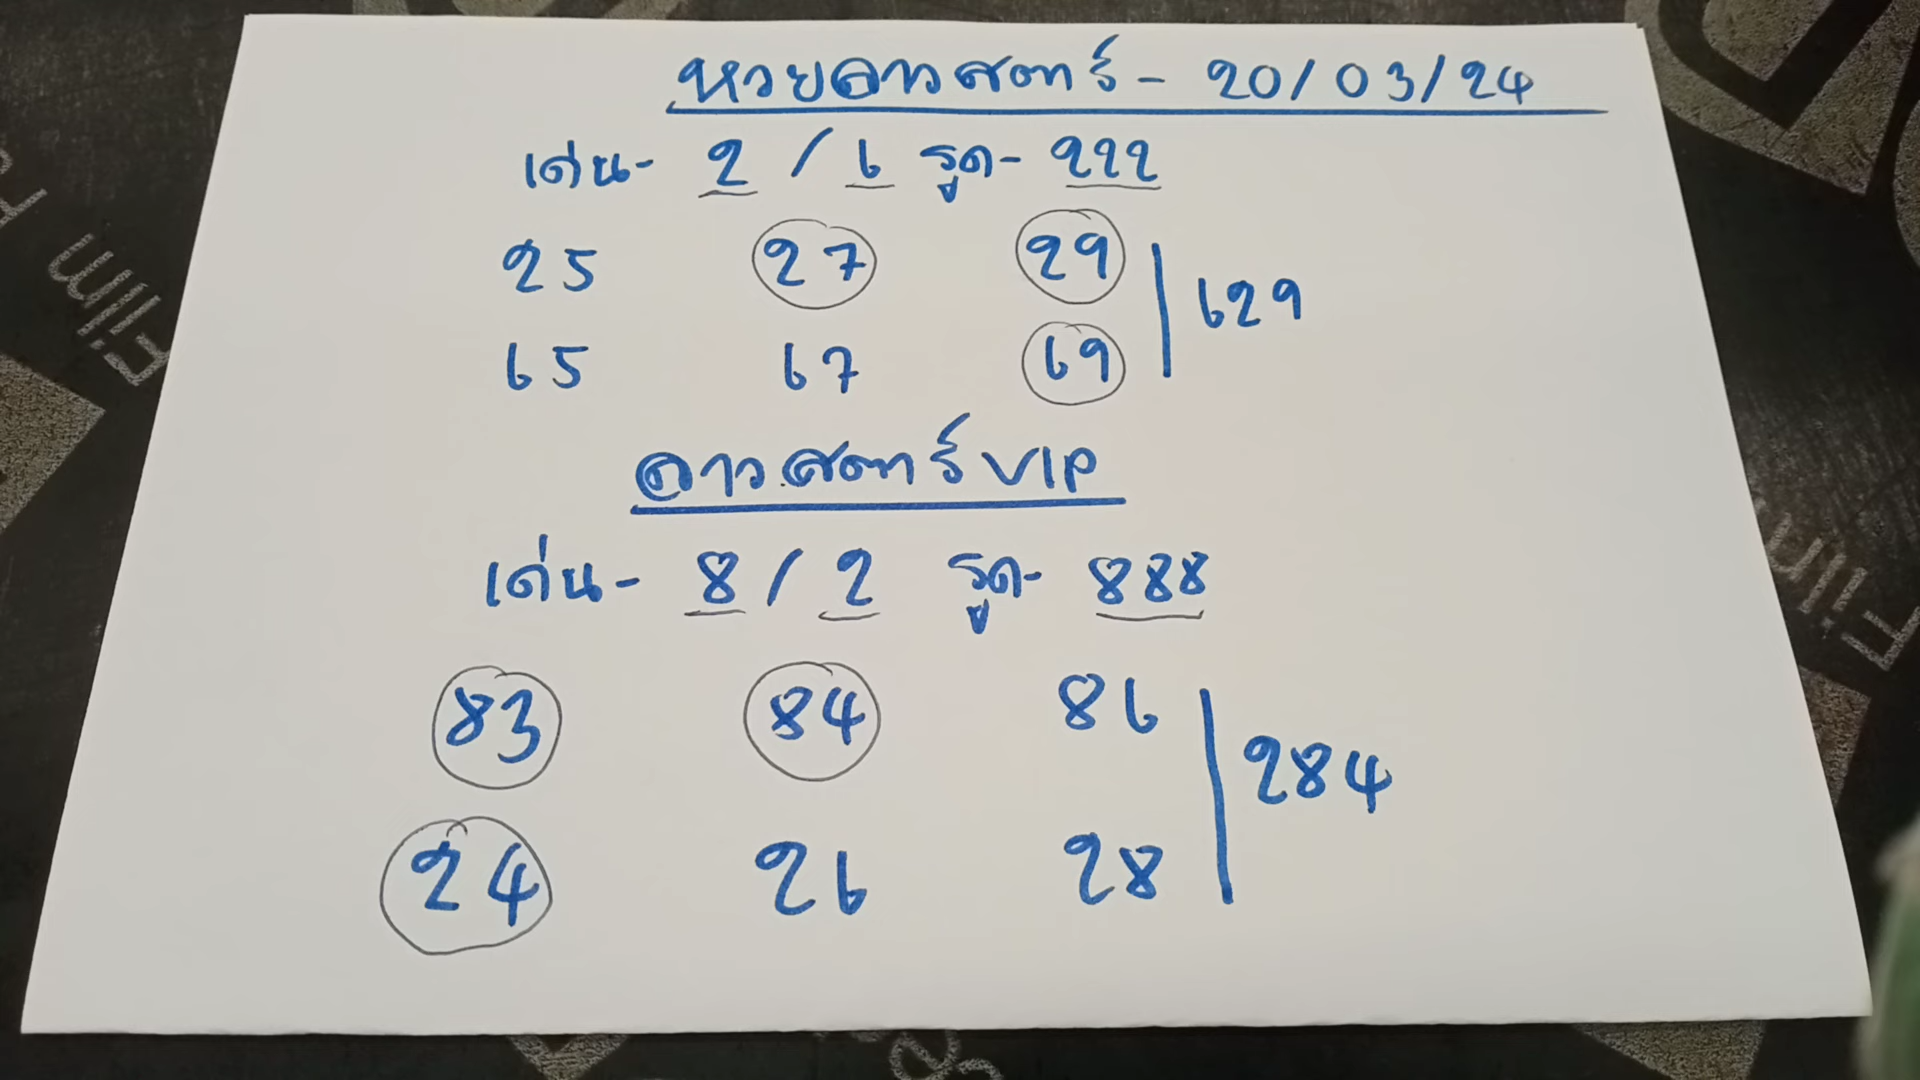 หวยลาวสตาร์ - 20/03/24
เด่น- 2 / 6 รูด- 222
25 27 29
629
65 67 69
ลาวสตาร์ VIP
เด่น- 8 / 2 รูด- 888
83 84 86
284
24 26 28
Film
Film